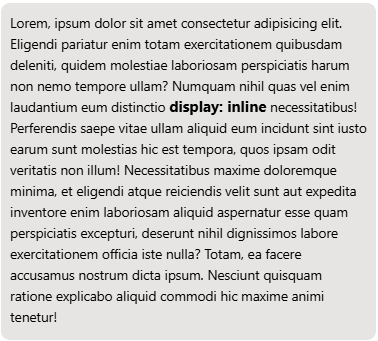 Lorem, ipsum dolor sit amet consectetur adipisicing elit.
Eligendi pariatur enim totam exercitationem quibusdam
deleniti, quidem molestiae laboriosam perspiciatis harum
non nemo tempore ullam? Numquam nihil quas vel enim
laudantium eum distinctio display: inline necessitatibus!
Perferendis saepe vitae ullam aliquid eum incidunt sint iusto
earum sunt molestias hic est tempora, quos ipsam odit
veritatis non illum! Necessitatibus maxime doloremque
minima, et eligendi atque reiciendis velit sunt aut expedita
inventore enim laboriosam aliquid aspernatur esse quam
perspiciatis excepturi, deserunt nihil dignissimos labore
exercitationem officia iste nulla? Totam, ea facere
accusamus nostrum dicta ipsum. Nesciunt quisquam
ratione explicabo aliquid commodi hic maxime animi
tenetur!